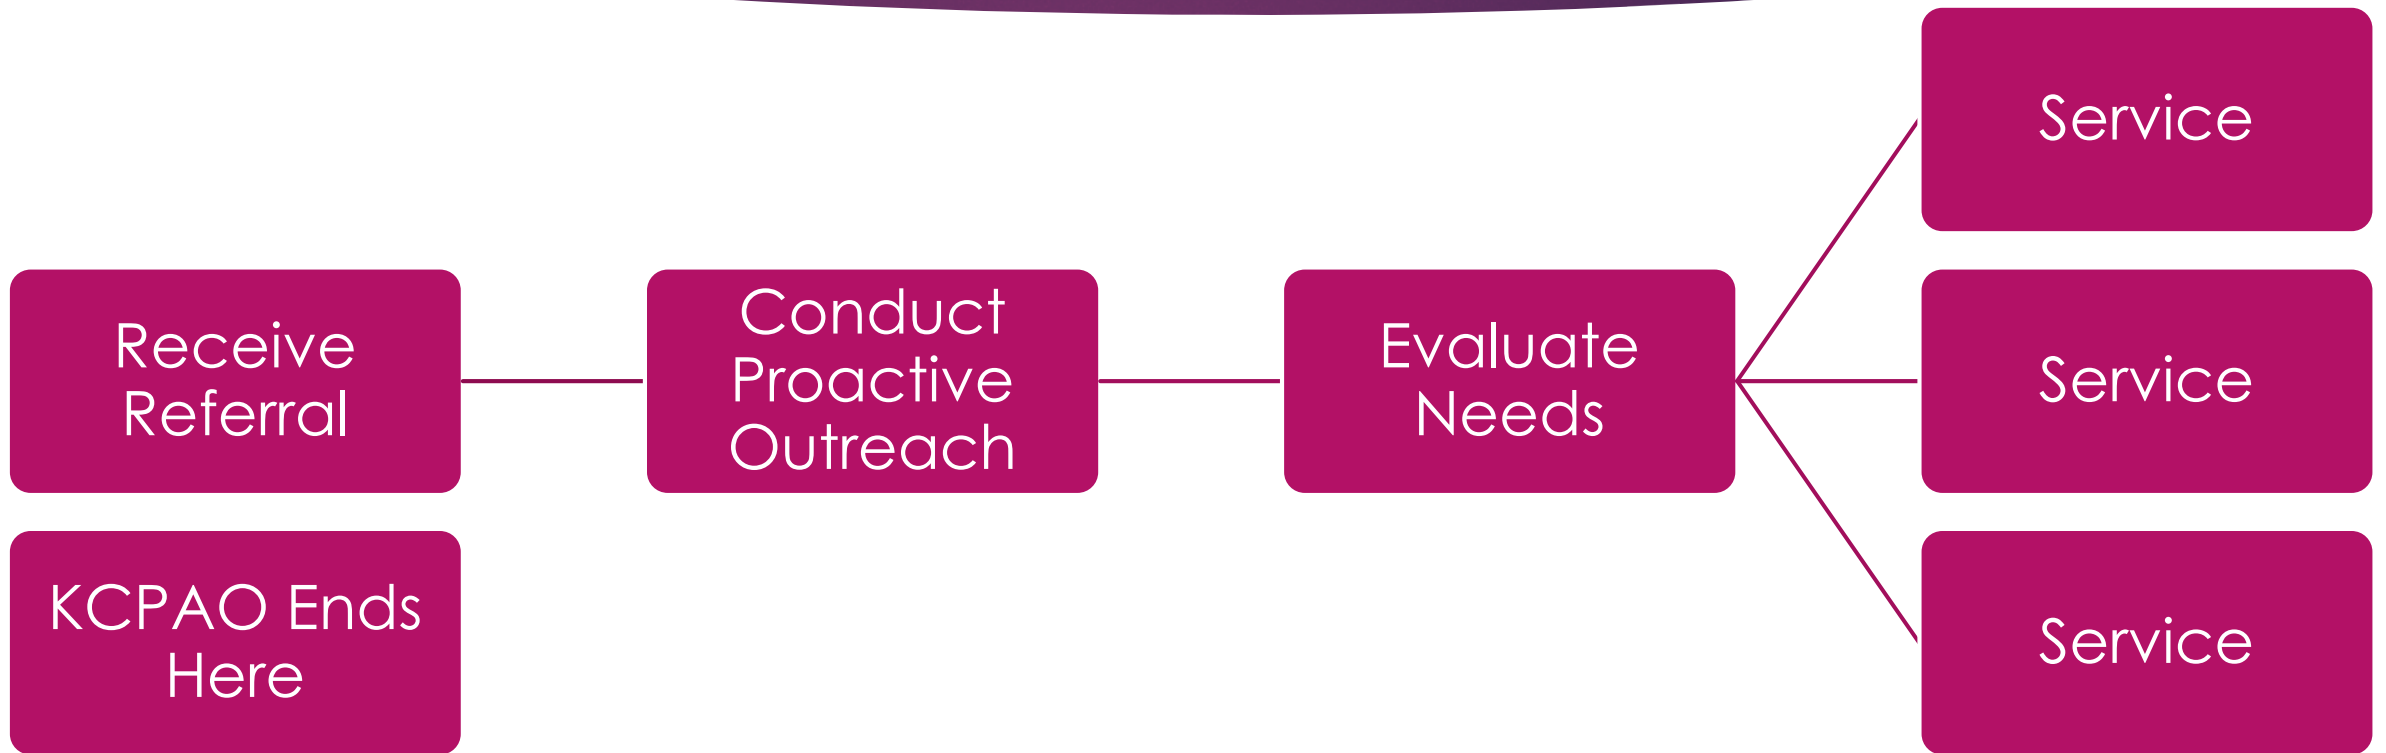 Receive
Referral
KCPAO Ends
Here
Conduct
Proactive
Outreach
Evaluate
Needs
Service
Service
Service